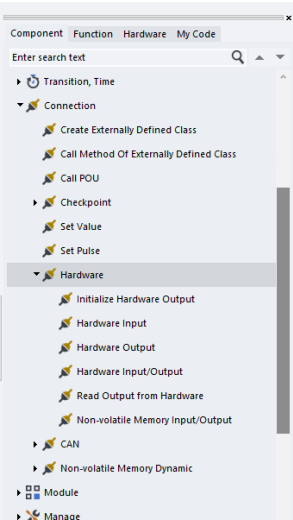 Component Function Hardware My Code
Enter search text
Transition, Time
Connection
Create Externally Defined Class
Call Method Of Externally Defined Class
Call POU
Checkpoint
Set Value
Set Pulse
Hardware
Initialize Hardware Output
Hardware Input
Hardware Output
Hardware Input/Output
Read Output from Hardware
Non-volatile Memory Input/Output
CAN
Non-volatile Memory Dynamic
Module
Manage